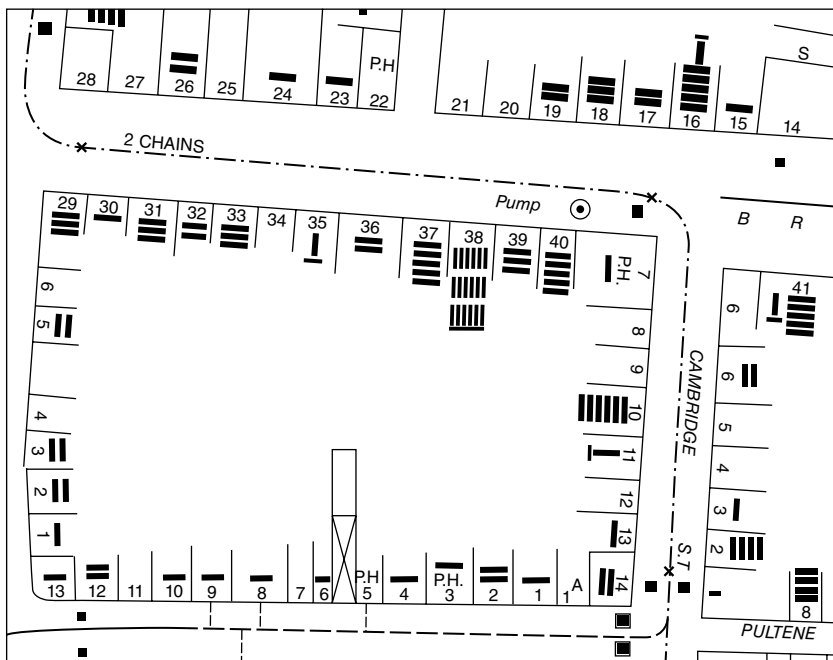 28 27 26 25 24 23 22
P.H
21 20 19 18 17 16 15 14
S
2 CHAINS
Pump
B R
29 30 31 32 33 34 35 36 37 38 39 40
7
P.H.
41
6
6
5
8
6
9
6
CAMBRIDGE
4
10
5
3
11
4
2
12
3
1
13
S.T
2
13 12 11 10 9 8 7 6 5 4 3 2 1 1 A 14
P.H
P.H.
8
PULTENE